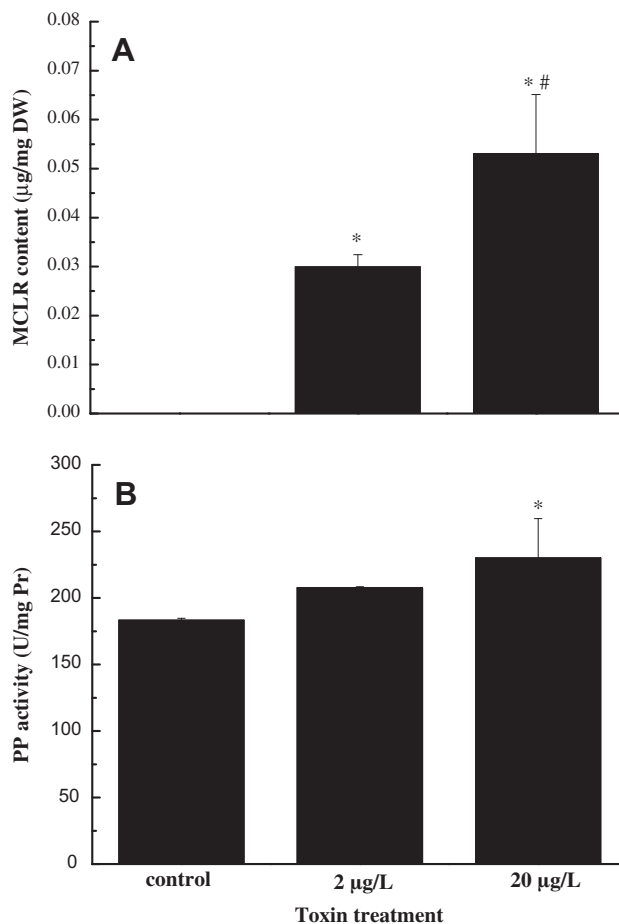 A
MCLR content (µg/mg DW)
0.08
0.07
0.06
0.05
0.04
0.03
0.02
0.01
0.00
*
* #
B
PP activity (U/mg Pr)
300
250
200
150
100
50
0
*
control
2 µg/L
20 µg/L
Toxin treatment